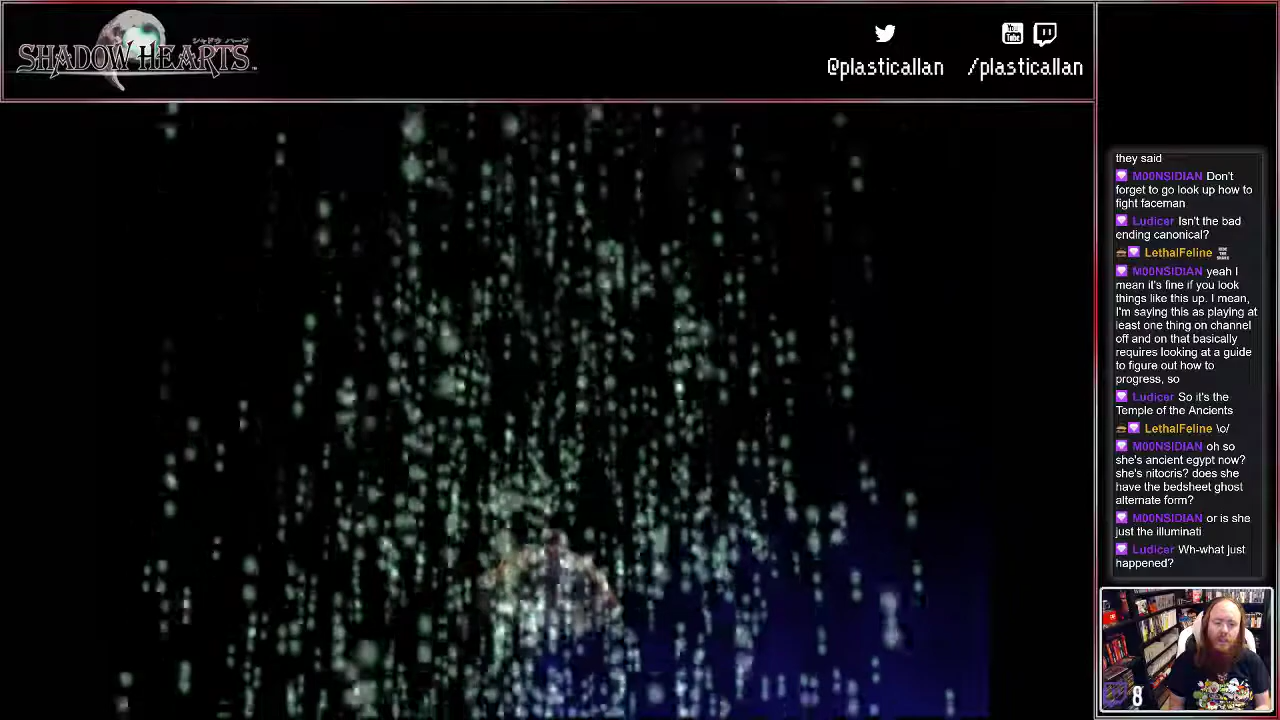 SHADOW HEARTS
シャドウ ハーツ
@plasticallan
You Tube
/plasticallan
they said
M00NSIDIAN Don't
forget to go look up how to
fight faceman
Ludicer Isn't the bad
ending canonical?
LethalFeline
M00NSIDIAN yeah I
mean it's fine if you look
things like this up. I mean,
I'm saying this as playing at
least one thing on channel
off and on that basically
requires looking at a guide
to figure out how to
progress, so
Ludicer So it's the
Temple of the Ancients
LethalFeline \o/
M00NSIDIAN oh so
she's ancient egypt now?
she's nitocris? does she
have the bedsheet ghost
alternate form?
M00NSIDIAN or is she
just the illuminati
Ludicer Wh-what just
happened?
8